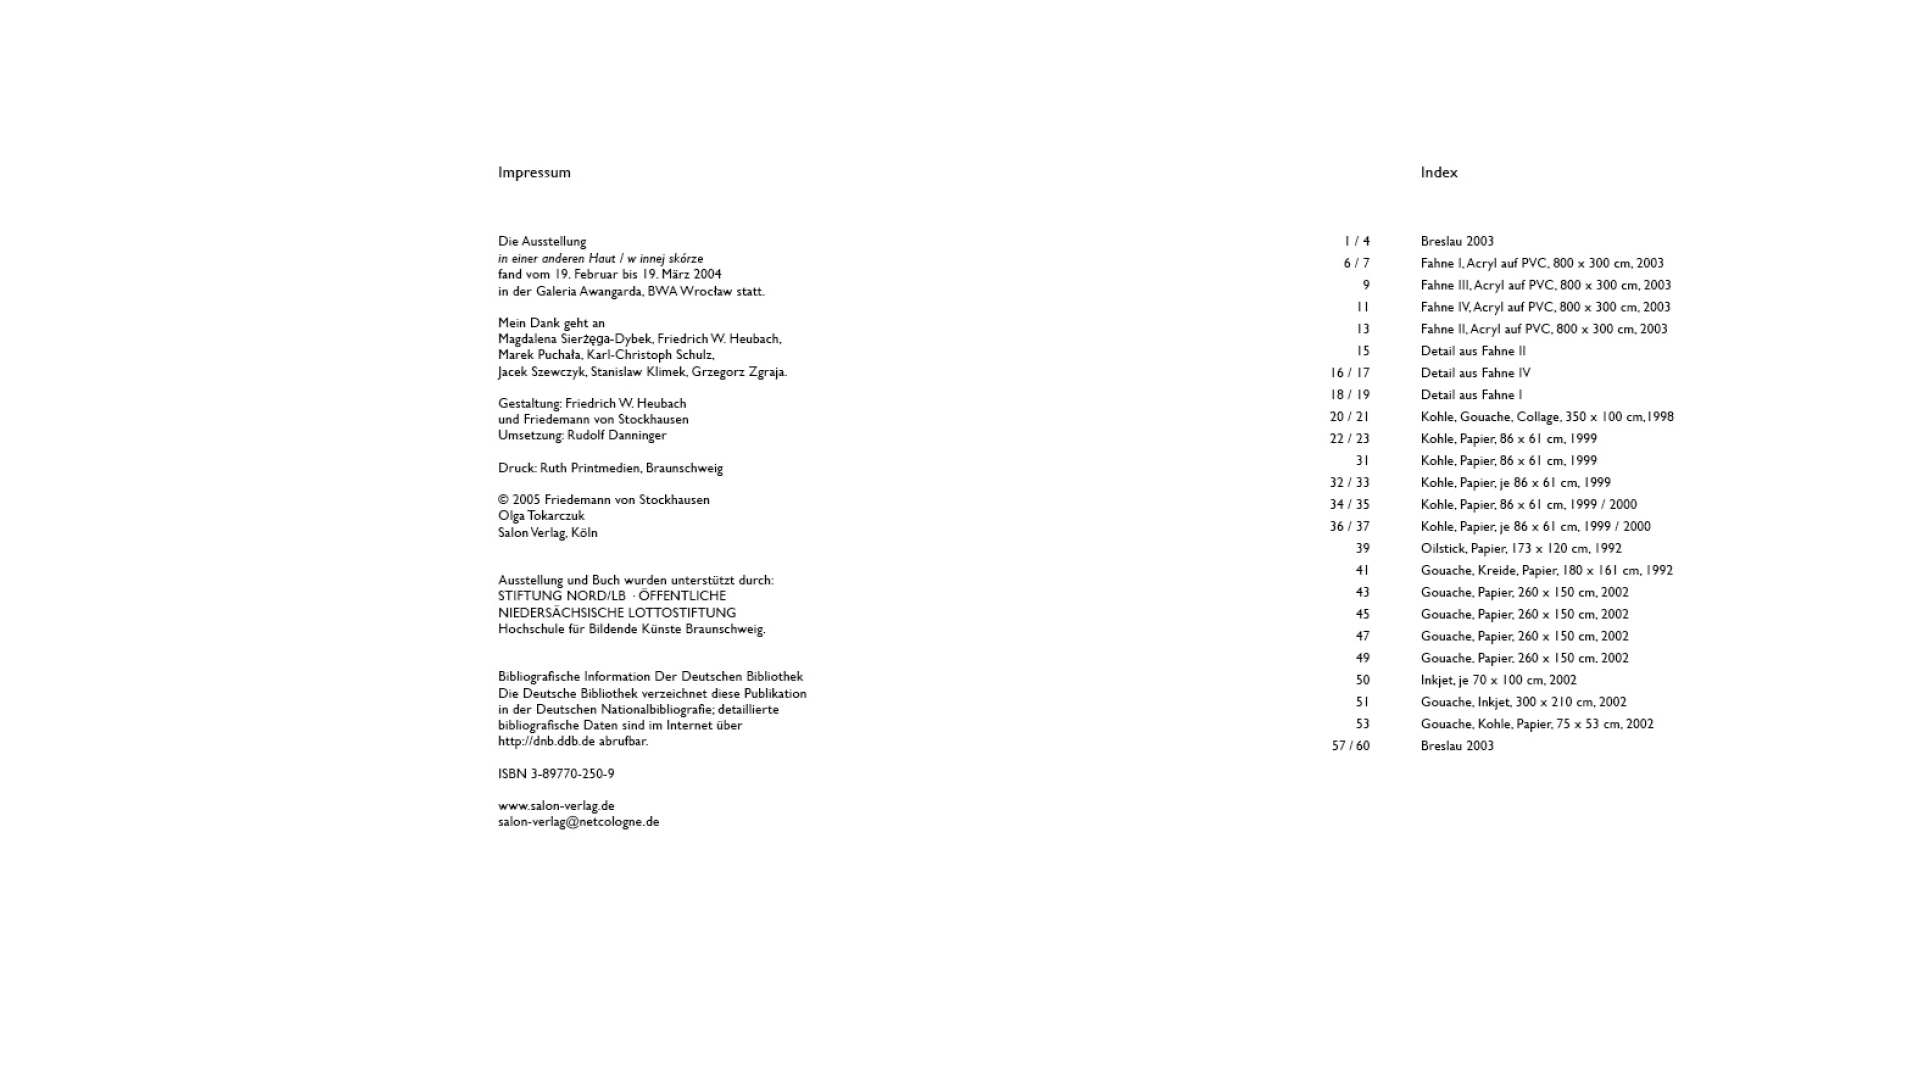 Impressum
Die Ausstellung
in einer anderen Haut / w innej skórze
fand vom 19. Februar bis 19. März 2004
in der Galeria Awangarda, BWA Wrocław statt.
Mein Dank geht an
Magdalena Sierżęga-Dybek, Friedrich W. Heubach,
Marek Puchała, Karl-Christoph Schulz,
Jacek Szewczyk, Stanislaw Klimek, Grzegorz Zgraja.
Gestaltung: Friedrich W. Heubach
und Friedemann von Stockhausen
Umsetzung: Rudolf Danninger
Druck: Ruth Printmedien, Braunschweig
© 2005 Friedemann von Stockhausen
Olga Tokarczuk
Salon Verlag, Köln
Ausstellung und Buch wurden unterstützt durch:
STIFTUNG NORD/LB · ÖFFENTLICHE
NIEDERSÄCHSISCHE LOTTOSTIFTUNG
Hochschule für Bildende Künste Braunschweig.
Bibliografische Information Der Deutschen Bibliothek
Die Deutsche Bibliothek verzeichnet diese Publikation
in der Deutschen Nationalbibliografie; detaillierte
bibliografische Daten sind im Internet über
http://dnb.ddb.de abrufbar.
ISBN 3-89770-250-9
www.salon-verlag.de
salon-verlag@netcologne.de
Index
1 / 4 Breslau 2003
6 / 7 Fahne I, Acryl auf PVC, 800 x 300 cm, 2003
9 Fahne III, Acryl auf PVC, 800 x 300 cm, 2003
11 Fahne IV, Acryl auf PVC, 800 x 300 cm, 2003
13 Fahne II, Acryl auf PVC, 800 x 300 cm, 2003
15 Detail aus Fahne II
16 / 17 Detail aus Fahne IV
18 / 19 Detail aus Fahne I
20 / 21 Kohle, Gouache, Collage, 350 x 100 cm,1998
22 / 23 Kohle, Papier, 86 x 61 cm, 1999
31 Kohle, Papier, 86 x 61 cm, 1999
32 / 33 Kohle, Papier, je 86 x 61 cm, 1999
34 / 35 Kohle, Papier, 86 x 61 cm, 1999 / 2000
36 / 37 Kohle, Papier, je 86 x 61 cm, 1999 / 2000
39 Oilstick, Papier, 173 x 120 cm, 1992
41 Gouache, Kreide, Papier, 180 x 161 cm, 1992
43 Gouache, Papier, 260 x 150 cm, 2002
45 Gouache, Papier, 260 x 150 cm, 2002
47 Gouache, Papier, 260 x 150 cm, 2002
49 Gouache, Papier, 260 x 150 cm, 2002
50 Inkjet, je 70 x 100 cm, 2002
51 Gouache, Inkjet, 300 x 210 cm, 2002
53 Gouache, Kohle, Papier, 75 x 53 cm, 2002
57 / 60 Breslau 2003